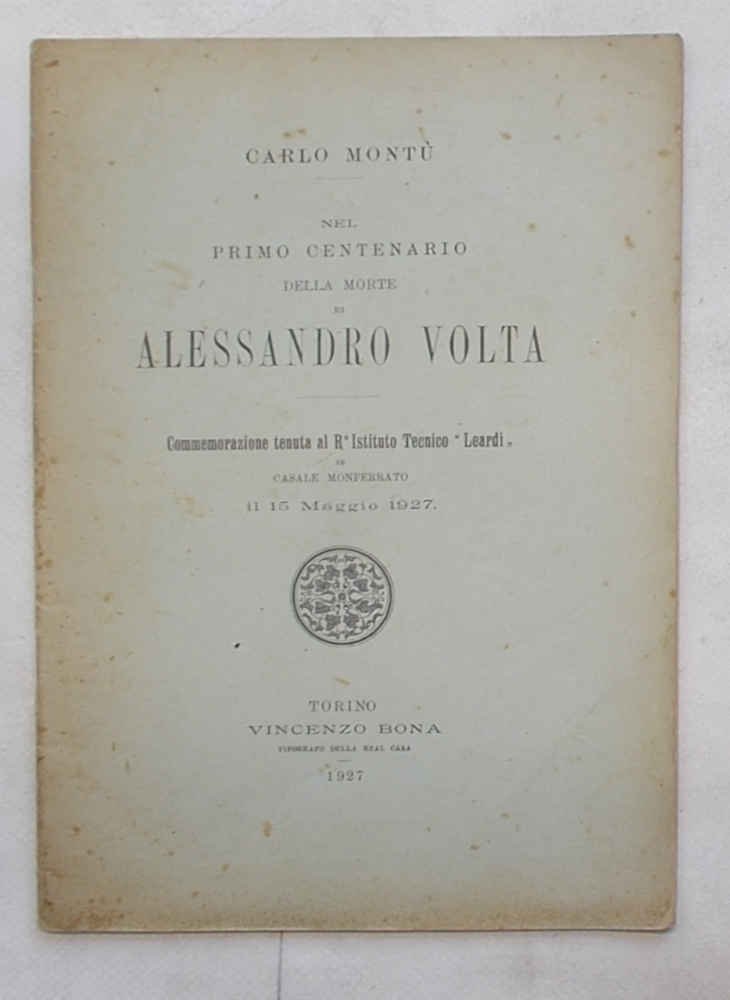 CARLO MONTÙ
NEL
PRIMO CENTENARIO
DELLA MORTE
DI
ALESSANDRO VOLTA
Commemorazione tenuta al Rº Istituto Tecnico “ Leardi „
DI
CASALE MONFERRATO
il 15 Maggio 1927.
TORINO
VINCENZO BONA
TIPOGRAFO DELLA REAL CASA
1927